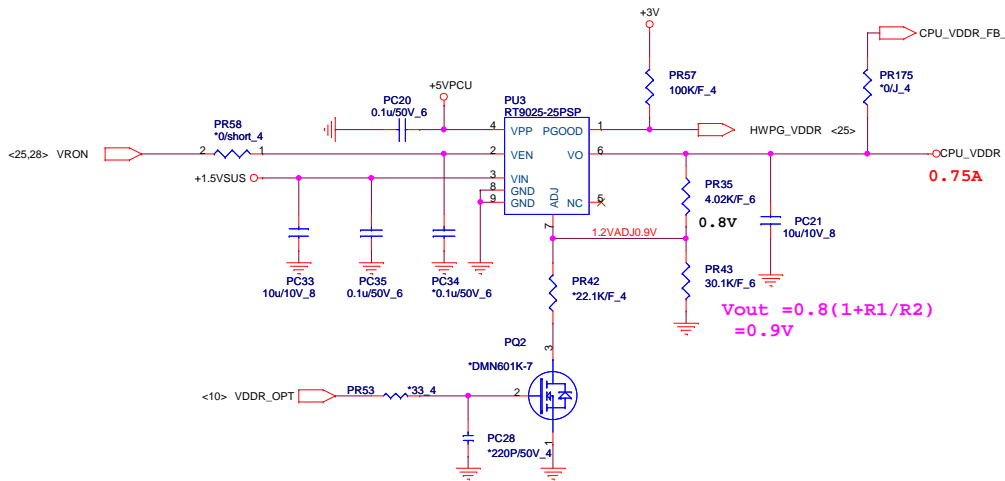 +3V
CPU_VDDR_FB_
+5VPCU
PR57
100K/F_4
PR175
*0/J_4
PC20
0.1u/50V_6
PU3
RT9025-25PSP
4 VPP PGOOD 1
HWPG_VDDR <25>
PR58
*0/short_4
<25,28> VRON 2 1
2 VEN VO 6
CPU_VDDR
0.75A
+1.5VSUS
3 VIN
8 GND
9 GND
ADJ
NC 5
7
PR35
4.02K/F_6
0.8V
PC21
10u/10V_8
1.2VADJ0.9V
PC33
10u/10V_8
PC35
0.1u/50V_6
PC34
*0.1u/50V_6
PR42
*22.1K/F_4
PR43
30.1K/F_6
Vout =0.8(1+R1/R2)
=0.9V
PQ2
*DMN601K-7
3
2
1
<10> VDDR_OPT
PR53 *33_4
PC28
*220P/50V_4